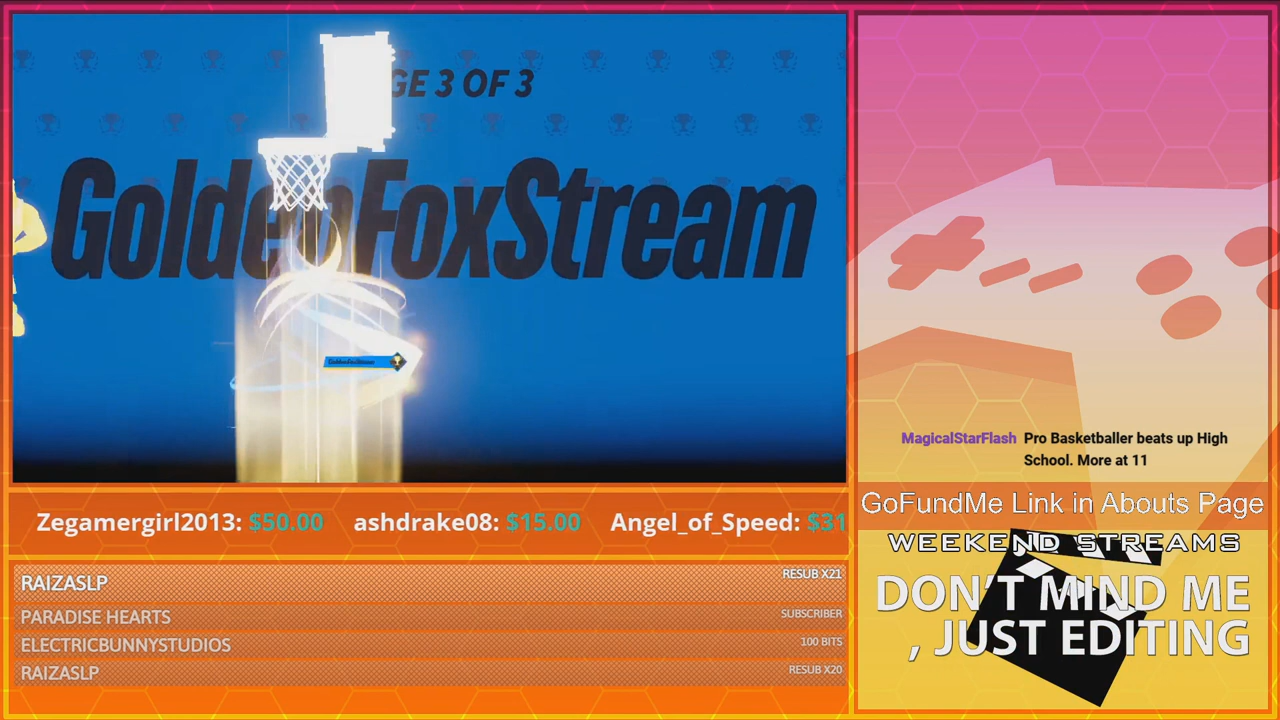 GE 3 OF 3
GoldenFoxStream
GoldenFoxStream
Zegamergirl2013: $50.00 ashdrake08: $15.00 Angel_of_Speed: $31
RAIZASLP RESUB X21
PARADISE HEARTS SUBSCRIBER
ELECTRICBUNNYSTUDIOS 100 BITS
RAIZASLP RESUB X20
MagicalStarFlash Pro Basketballer beats up High
School. More at 11
GoFundMe Link in Abouts Page
WEEKEND STREAMS
DON'T MIND ME
, JUST EDITING